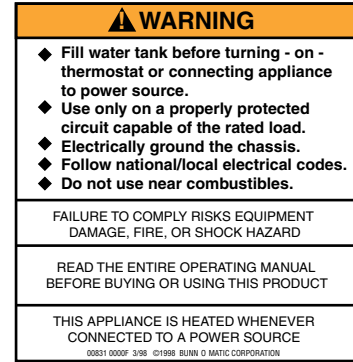 WARNING
◆ Fill water tank before turning - on -
thermostat or connecting appliance
to power source.
◆ Use only on a properly protected
circuit capable of the rated load.
◆ Electrically ground the chassis.
◆ Follow national/local electrical codes.
◆ Do not use near combustibles.
FAILURE TO COMPLY RISKS EQUIPMENT
DAMAGE, FIRE, OR SHOCK HAZARD
READ THE ENTIRE OPERATING MANUAL
BEFORE BUYING OR USING THIS PRODUCT
THIS APPLIANCE IS HEATED WHENEVER
CONNECTED TO A POWER SOURCE
00831 0000F 3/98 ©1998 BUNN O MATIC CORPORATION